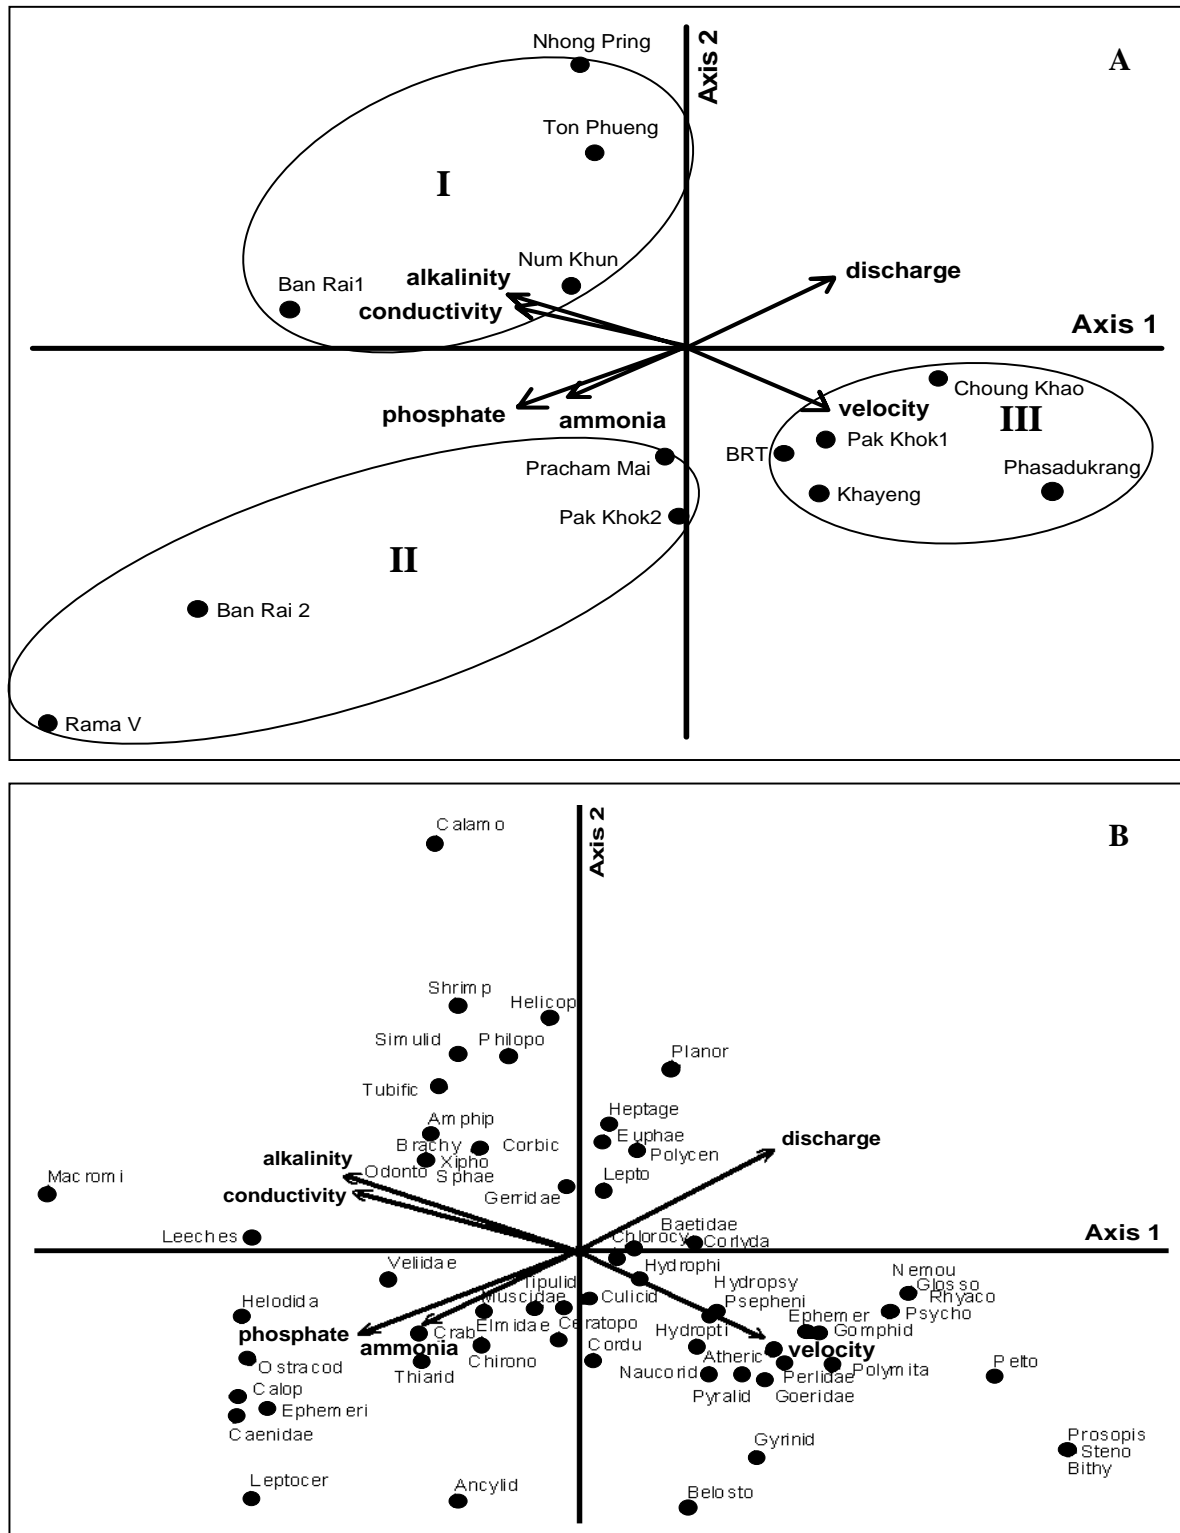 A
Axis 2
Nhong Pring
Ton Phueng
I
Num Khun
alkalinity
Ban Rai1
conductivity
discharge
Axis 1
phosphate
ammonia
velocity
Choung Khao
III
Pak Khok1
BRT
Phasadukrang
Khayeng
Pracham Mai
Pak Khok2
II
Ban Rai 2
Rama V
B
Axis 2
Calamo
Shrimp
Helicop
Simulid
Philopo
Planor
Tubific
Heptage
Amphip
Euphae
Brachy
Corbic
Polycen
discharge
alkalinity
Xipho
Odonto
Sphae
Macromi
conductivity
Gerridae
Lepto
Leeches
Baetidae
Chlorocy
Corlyda
Axis 1
Veliidae
Hydrophi
Tipulid
Hydropsy
Nemou
Glosso
Rhyaco
Helodida
Muscidae
Culicid
Psepheni
Psycho
phosphate
Crab
Elmidae
Ceratopo
Hydropti
Ephemer
Gomphid
ammonia
Cordu
Atheric
velocity
Ostracod
Thiarid
Chirono
Naucorid
Perlidae
Polymita
Pelto
Calop
Pyralid
Goeridae
Ephemeri
Caenidae
Gyrinid
Prosopis
Steno
Bithy
Leptocer
Ancylid
Belosto